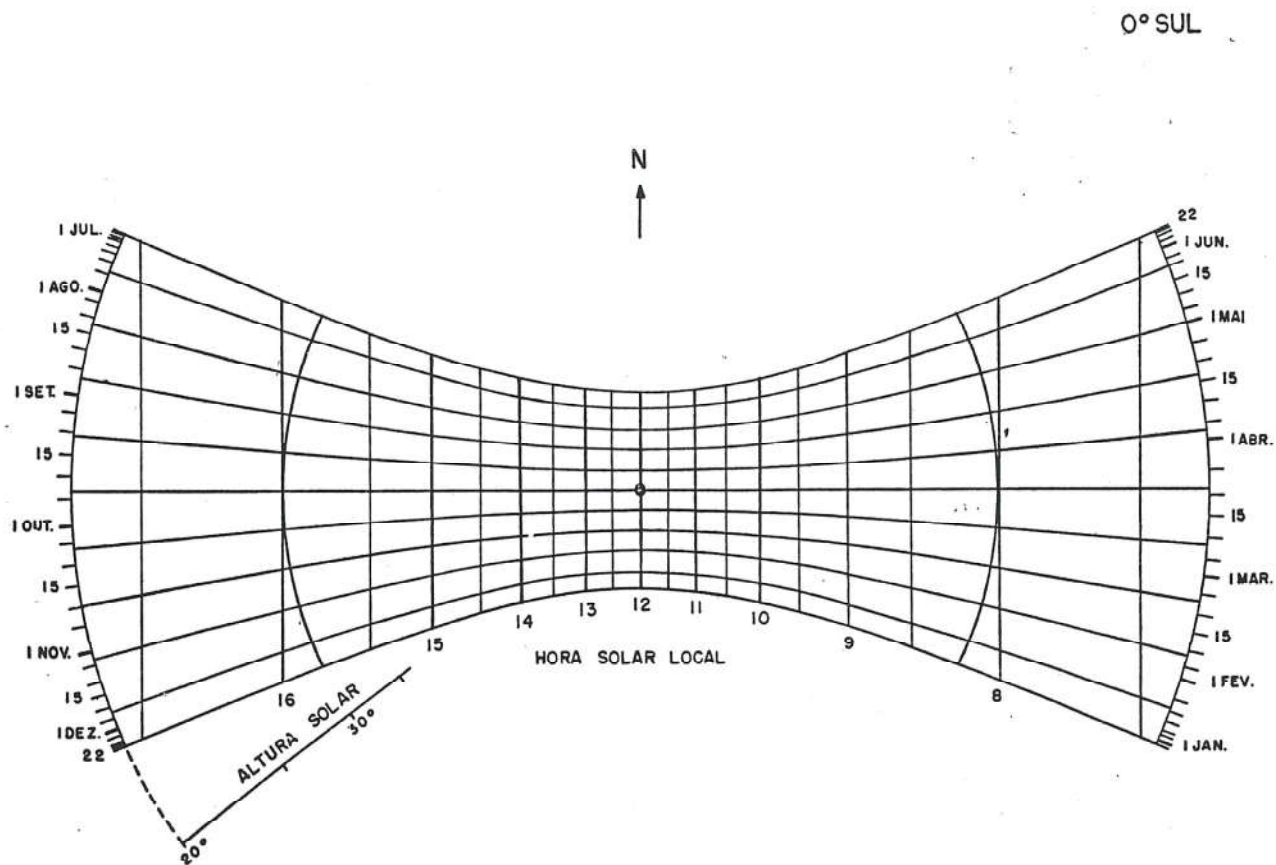 0° SUL
N
1 JUL.
1 AGO.
15
1 SET.
15
1 OUT.
15
1 NOV.
15
1 DEZ.
22
22
1 JUN.
15
1 MAI
15
1 ABR.
15
1 MAR.
15
1 FEV.
1 JAN.
16
15
14
13
12
11
10
9
8
HORA SOLAR LOCAL
ALTURA SOLAR
30°
20°